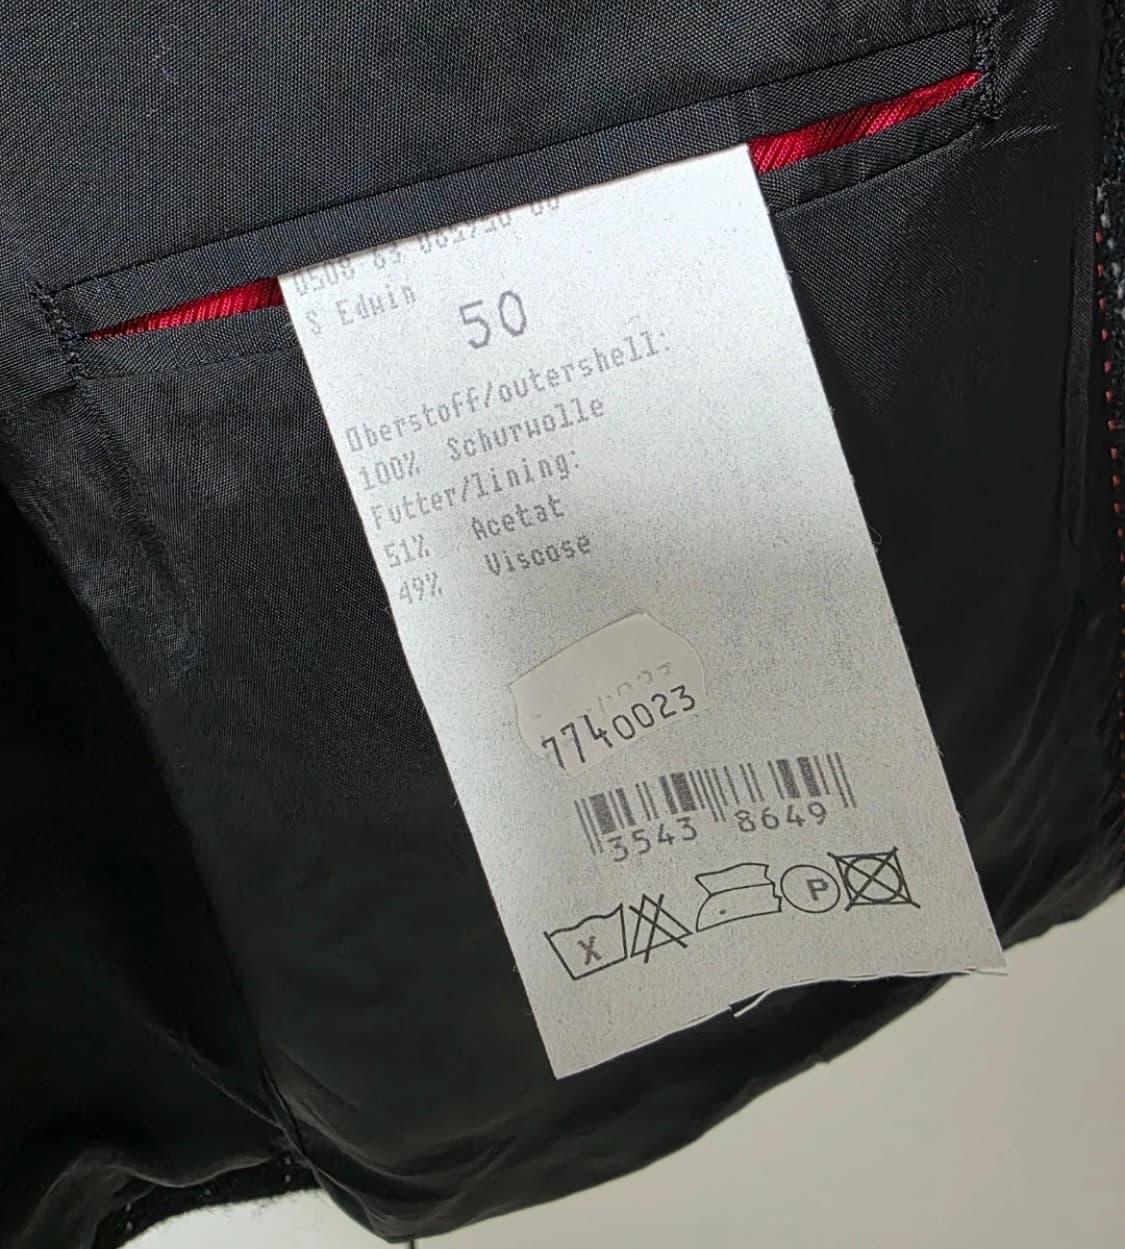 S Edwin
50
Oberstoff/outershell:
100% Schurwolle
Futter/lining:
51% Acetat
49% Viscose
7740023
3543 8649
X
P